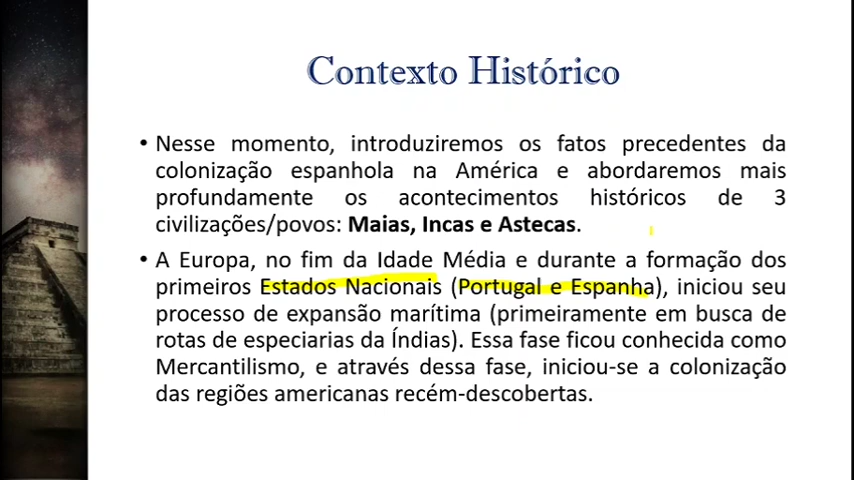 Contexto Histórico
• Nesse momento, introduziremos os fatos precedentes da
colonização espanhola na América e abordaremos mais
profundamente os acontecimentos históricos de 3
civilizações/povos: Maias, Incas e Astecas.
• A Europa, no fim da Idade Média e durante a formação dos
primeiros Estados Nacionais (Portugal e Espanha), iniciou seu
processo de expansão marítima (primeiramente em busca de
rotas de especiarias da Índias). Essa fase ficou conhecida como
Mercantilismo, e através dessa fase, iniciou-se a colonização
das regiões americanas recém-descobertas.